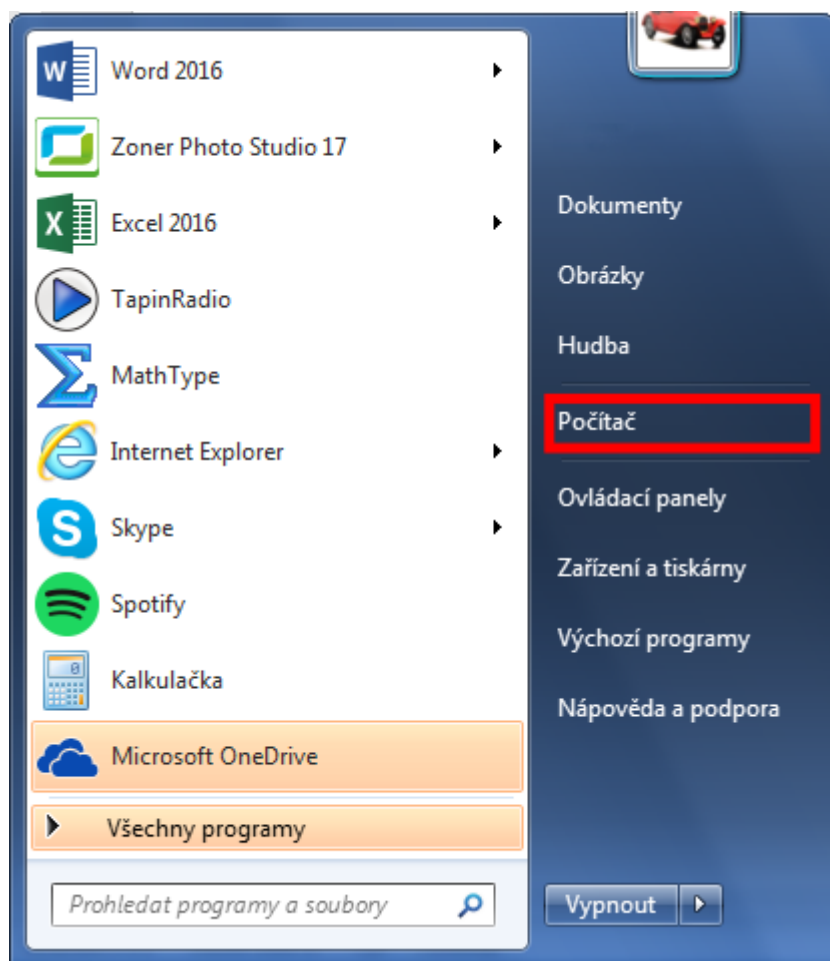 Word 2016
Zoner Photo Studio 17
Excel 2016
TapinRadio
MathType
Internet Explorer
Skype
Spotify
Kalkulačka
Microsoft OneDrive
Všechny programy
Prohledat programy a soubory
Dokumenty
Obrázky
Hudba
Počítač
Ovládací panely
Zařízení a tiskárny
Výchozí programy
Nápověda a podpora
Vypnout